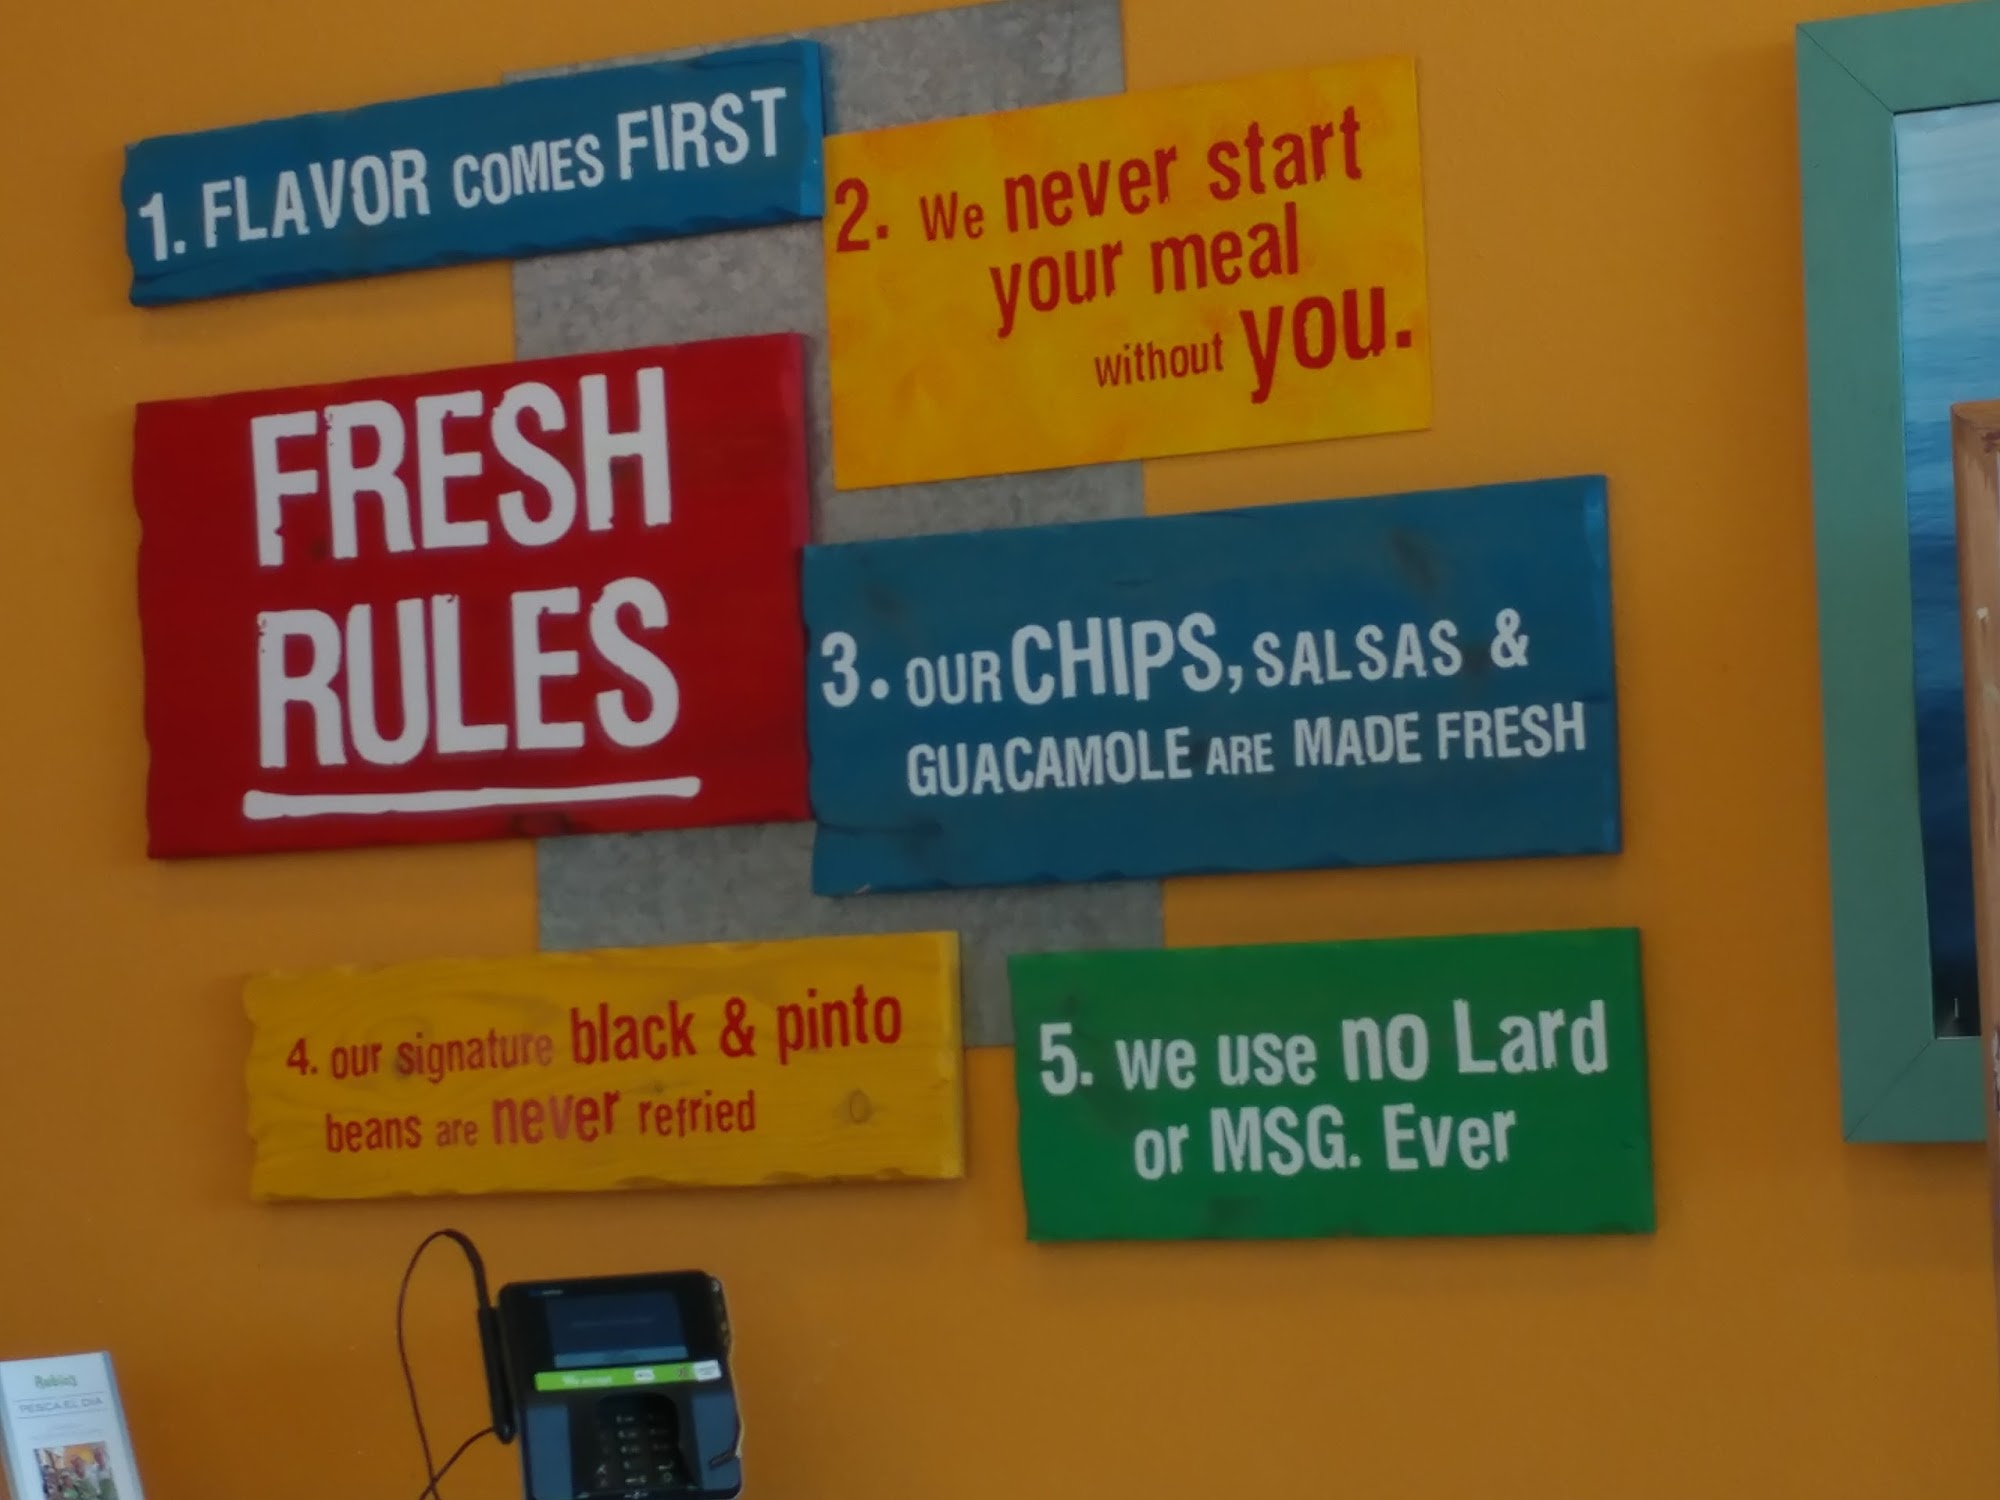 1. FLAVOR COMES FIRST
2. We never start
your meal
without you.
FRESH
RULES
3. OUR CHIPS, SALSAS &
GUACAMOLE ARE MADE FRESH
4. our signature black & pinto
beans are never refried
5. we use no Lard
or MSG. Ever
Rubio's
PESCA EL DIA
We accept